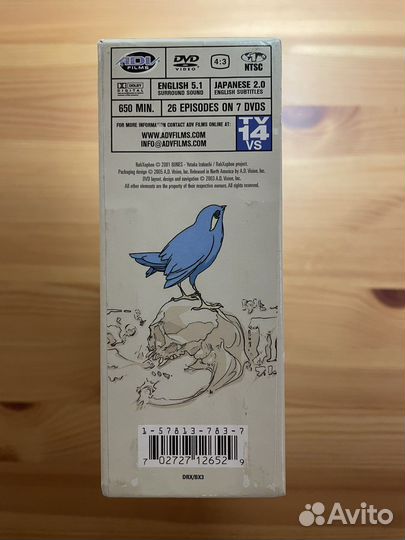 ADV
FILMS
DVD
VIDEO
4:3
NTSC
DOLBY
DIGITAL
ENGLISH 5.1
SURROUND SOUND
JAPANESE 2.0
ENGLISH SUBTITLES
650 MIN.
26 EPISODES ON 7 DVDS
FOR MORE INFORMATION CONTACT ADV FILMS ONLINE AT:
WWW.ADVFILMS.COM
INFO@ADVFILMS.COM
TV
14
VS
RahXephon © 2001 BONES · Yutaka Izubuchi / RahXephon project.
Packaging design © 2005 A.D. Vision, Inc. Released in North America by A.D. Vision, Inc.
DVD layout, design and navigation © 2003 A.D. Vision, Inc.
All other elements are the property of their respective owners. All rights reserved.
1-57813-783-7
7 02727 12652 9
DRX/BX3
Avito